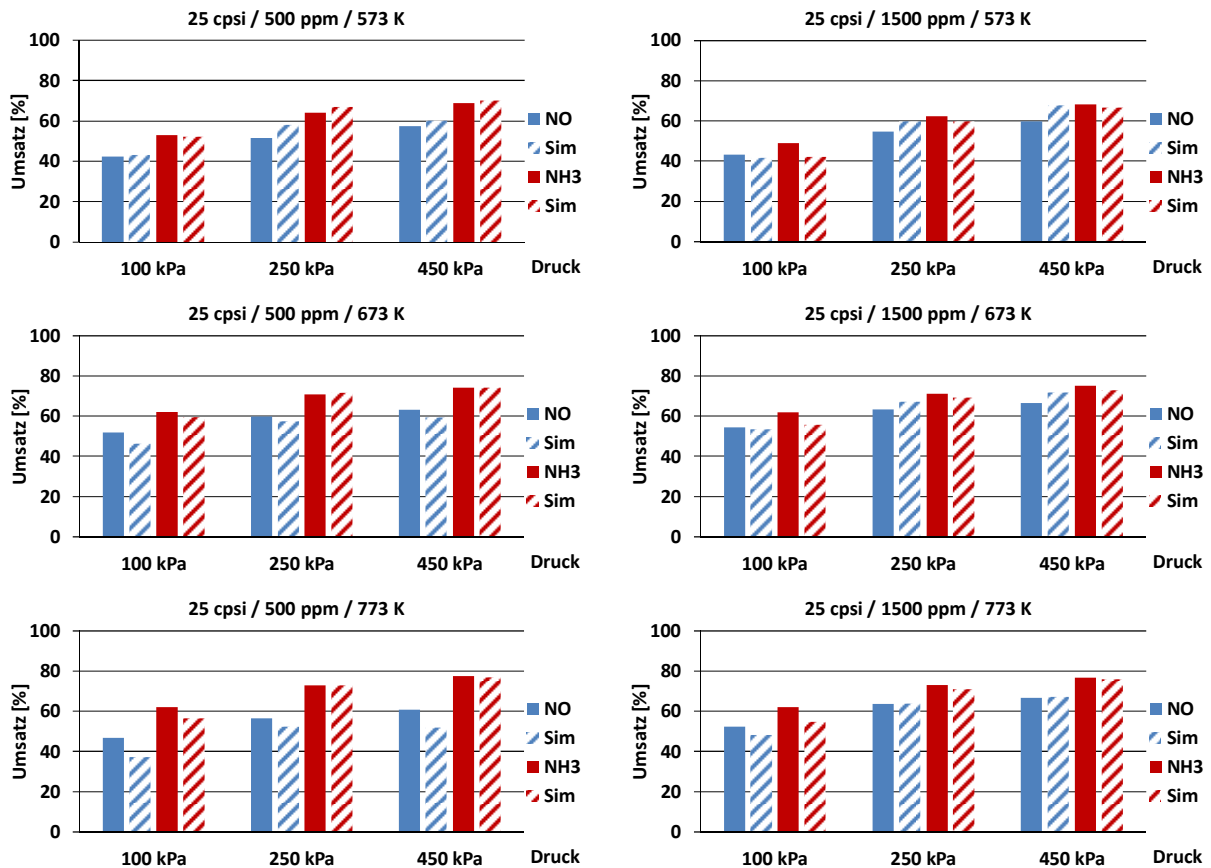 25 cpsi / 500 ppm / 573 K
Umsatz [%]
100
80
60
40
20
0
100 kPa 250 kPa 450 kPa Druck
NO
Sim
NH3
Sim
25 cpsi / 1500 ppm / 573 K
Umsatz [%]
100
80
60
40
20
0
100 kPa 250 kPa 450 kPa Druck
NO
Sim
NH3
Sim
25 cpsi / 500 ppm / 673 K
Umsatz [%]
100
80
60
40
20
0
100 kPa 250 kPa 450 kPa Druck
NO
Sim
NH3
Sim
25 cpsi / 1500 ppm / 673 K
Umsatz [%]
100
80
60
40
20
0
100 kPa 250 kPa 450 kPa Druck
NO
Sim
NH3
Sim
25 cpsi / 500 ppm / 773 K
Umsatz [%]
100
80
60
40
20
0
100 kPa 250 kPa 450 kPa Druck
NO
Sim
NH3
Sim
25 cpsi / 1500 ppm / 773 K
Umsatz [%]
100
80
60
40
20
0
100 kPa 250 kPa 450 kPa Druck
NO
Sim
NH3
Sim